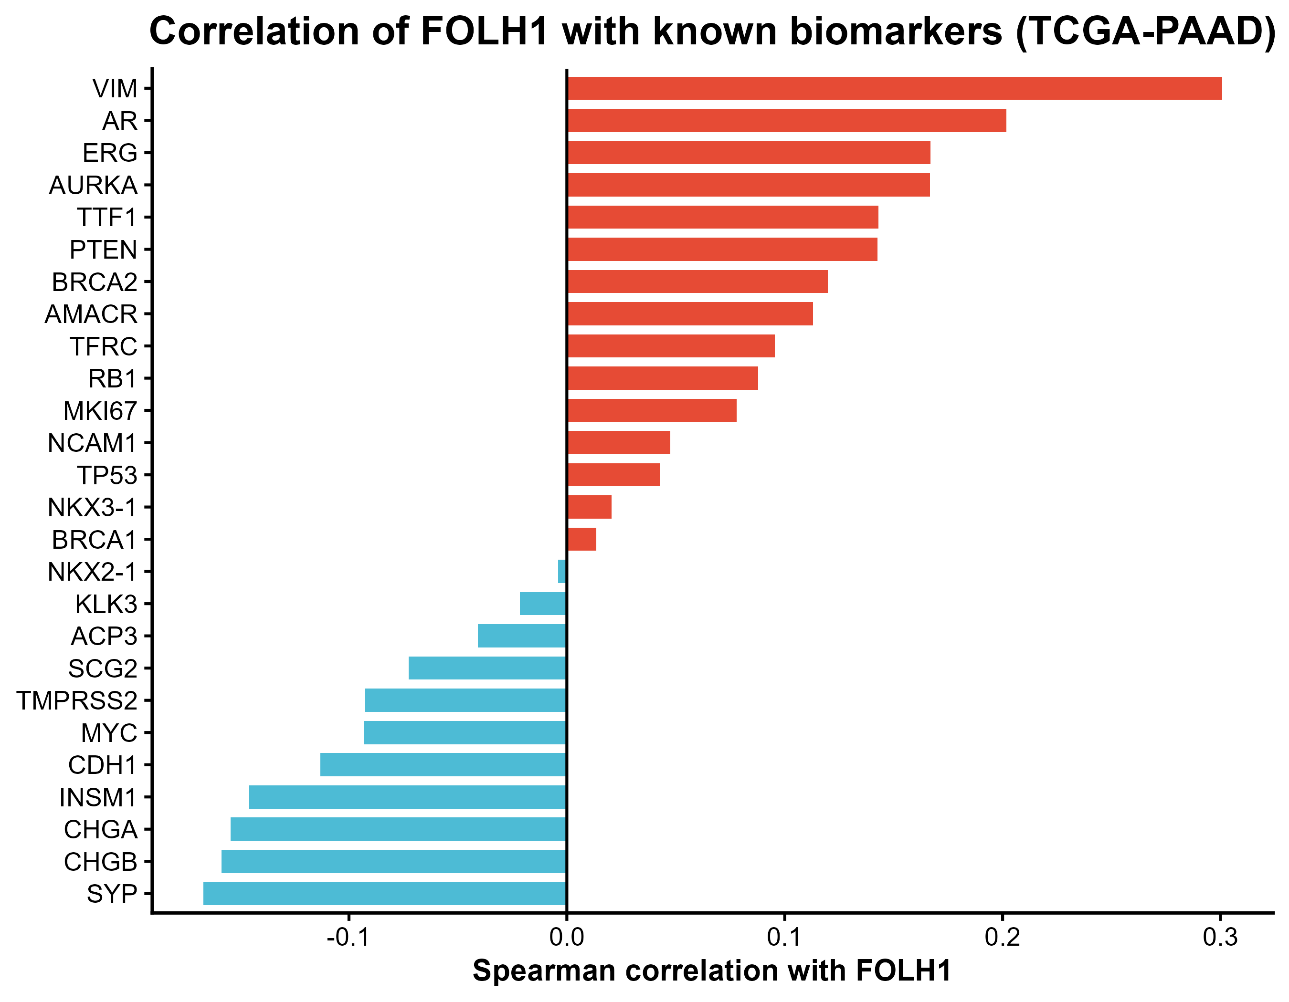 Correlation of FOLH1 with known biomarkers (TCGA-PAAD)
VIM
AR
ERG
AURKA
TTF1
PTEN
BRCA2
AMACR
TFRC
RB1
MKI67
NCAM1
TP53
NKX3-1
BRCA1
NKX2-1
KLK3
ACP3
SCG2
TMPRSS2
MYC
CDH1
INSM1
CHGA
CHGB
SYP
-0.1 0.0 0.1 0.2 0.3
Spearman correlation with FOLH1